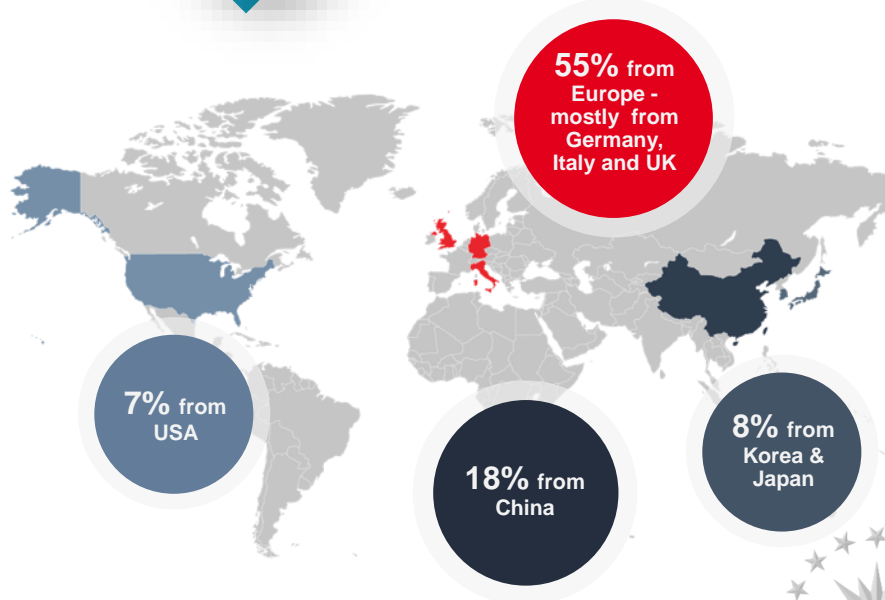 55% from
Europe -
mostly from
Germany,
Italy and UK
7% from
USA
18% from
China
8% from
Korea &
Japan